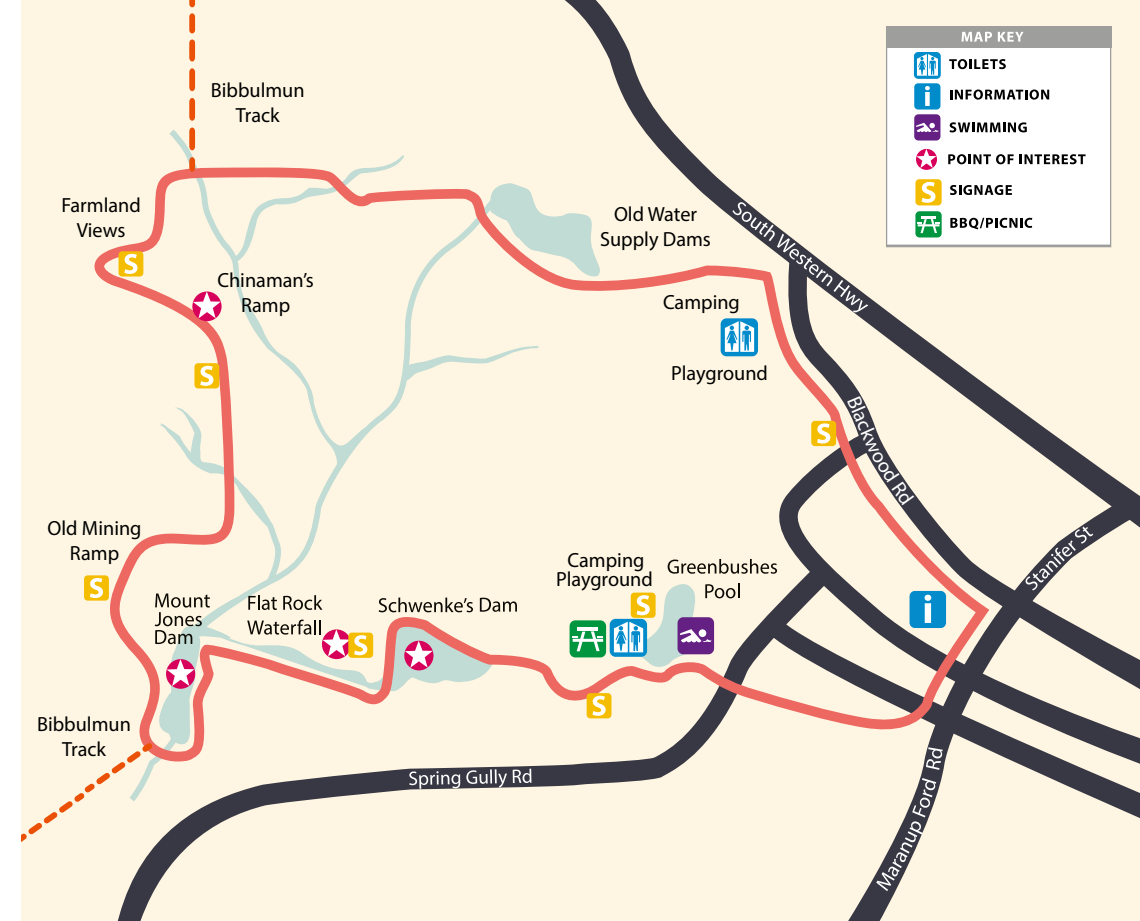 MAP KEY
TOILETS
INFORMATION
SWIMMING
POINT OF INTEREST
S
SIGNAGE
BBQ/PICNIC
Bibbulmun
Track
Farmland
Views
S
Chinaman's
Ramp
S
Old Water
Supply Dams
South Western Hwy
Camping
Playground
S
Blackwood Rd
Stanifer St
Old Mining
Ramp
S
Mount
Jones
Dam
Flat Rock
Waterfall
S
Schwenke's Dam
Camping
Playground
S
Greenbushes
Pool
i
S
Bibbulmun
Track
Spring Gully Rd
Maranup Ford Rd